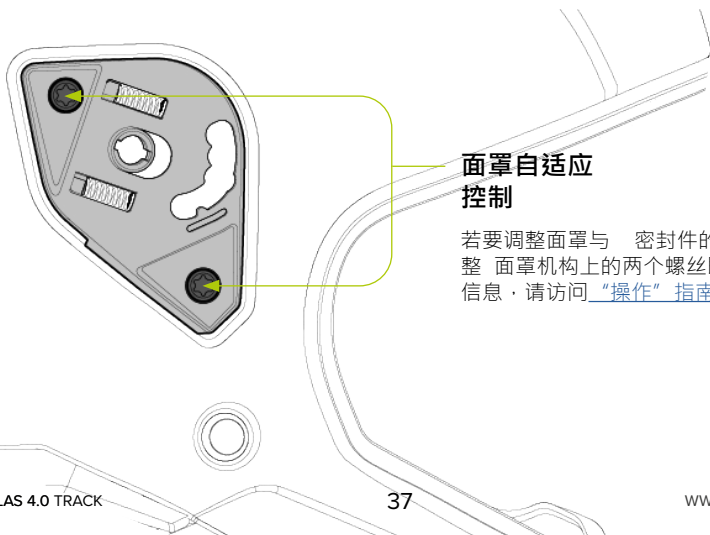 面罩自适应
控制
若要调整面罩与 密封件的
整 面罩机构上的两个螺丝
信息，请访问 “操作” 指南
LAS 4.0 TRACK
37
WW